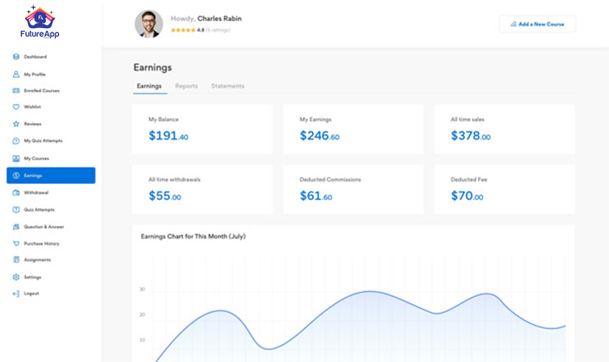 FutureApp
Dashboard
My Profile
Enrolled Courses
Wishlist
Reviews
My Quiz Attempts
My Courses
Earnings
Withdrawal
Quiz Attempts
Question & Answer
Purchase History
Assignments
Settings
Logout
Howdy, Charles Rabin
4.8 (5 ratings)
Add a New Course
Earnings
Earnings Reports Statements
My Balance
$191.40
My Earnings
$246.60
All time sales
$378.00
All time withdrawals
$55.00
Deducted Commissions
$61.60
Deducted Fee
$70.00
Earnings Chart for This Month (July)
30
20
10